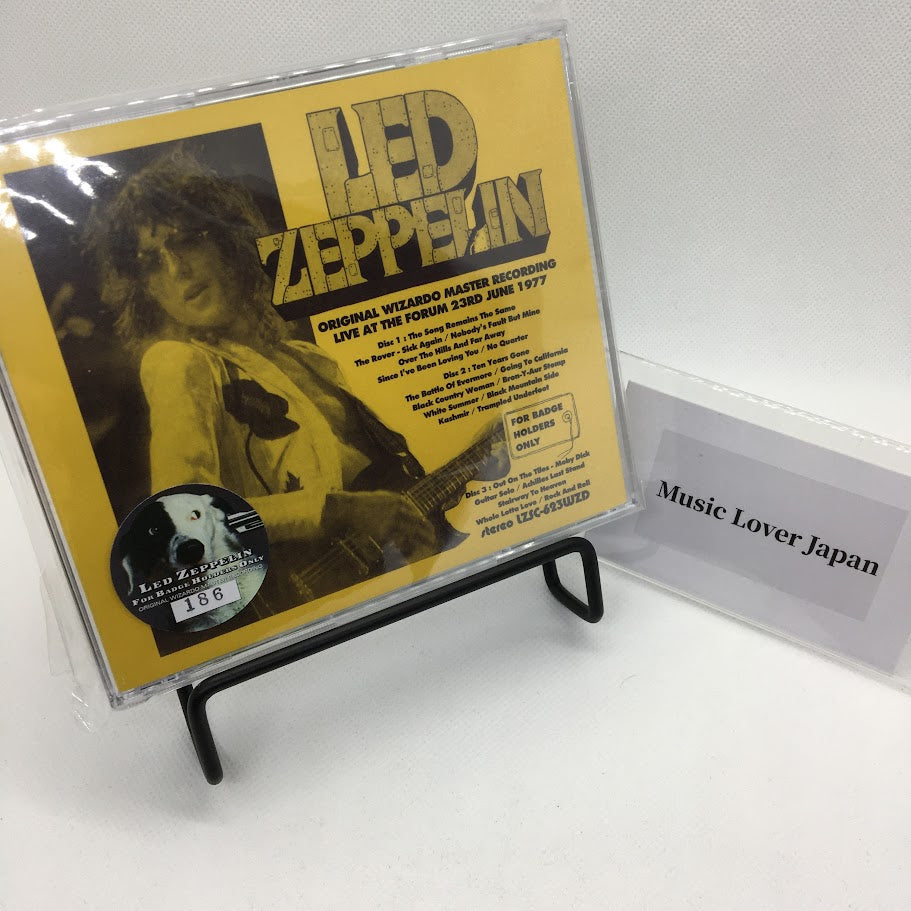 LED
ZEPPELIN
ORIGINAL WIZARDO MASTER RECORDING
LIVE AT THE FORUM 23RD JUNE 1977
Disc 1 : The Song Remains The Same
The Rover - Sick Again / Nobody's Fault But Mine
Over The Hills And Far Away
Since I've Been Loving You / No Quarter
Disc 2 : Ten Years Gone
The Battle Of Evermore / Going To California
Black Country Woman / Bron-Y-Aur Stomp
White Summer / Black Mountain Side
Kashmir / Trampled Underfoot
FOR BADGE
HOLDERS
ONLY
Disc 3 : Out On The Tiles - Moby Dick
Guitar Solo / Achilles Last Stand
Stairway To Heaven
Whole Lotta Love / Rock And Roll
stereo LZSC-623WZD
LED ZEPPELIN
FOR BADGE HOLDERS ONLY
ORIGINAL WIZARDO MASTER RECORDING
186
Music Lover Japan